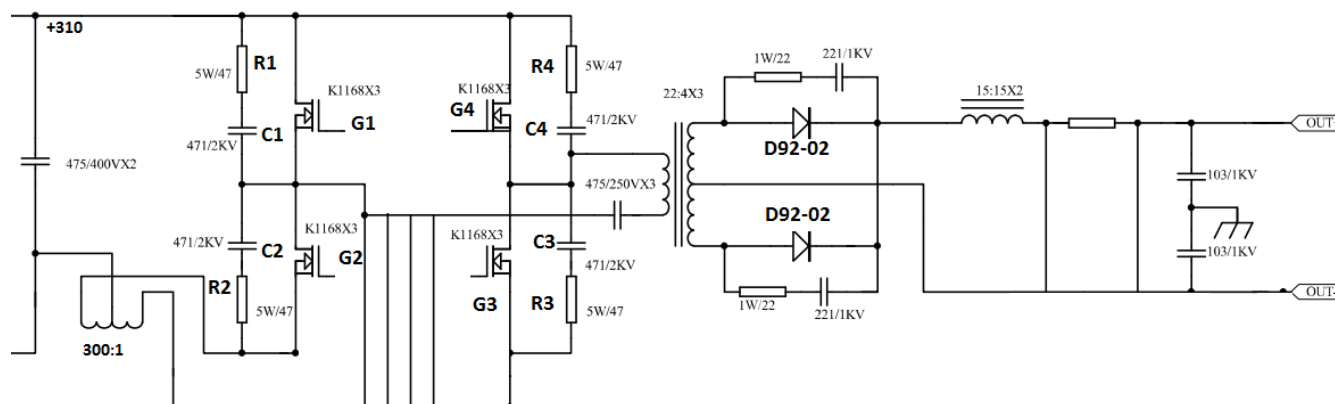 +310
R1
5W/47
K1168X3
G1
C1
471/2KV
475/400VX2
471/2KV
C2
R2
5W/47
K1168X3
G2
300:1
K1168X3
G4
R4
5W/47
471/2KV
C4
475/250VX3
K1168X3
G3
C3
471/2KV
R3
5W/47
22:4X3
1W/22
221/1KV
D92-02
D92-02
1W/22
221/1KV
15:15X2
103/1KV
103/1KV